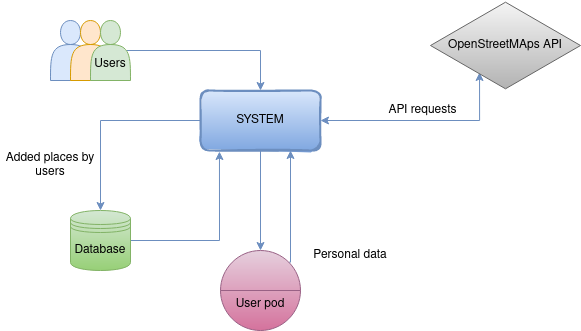 OpenStreetMAps API
Users
API requests
SYSTEM
Added places by
users
Database
Personal data
User pod